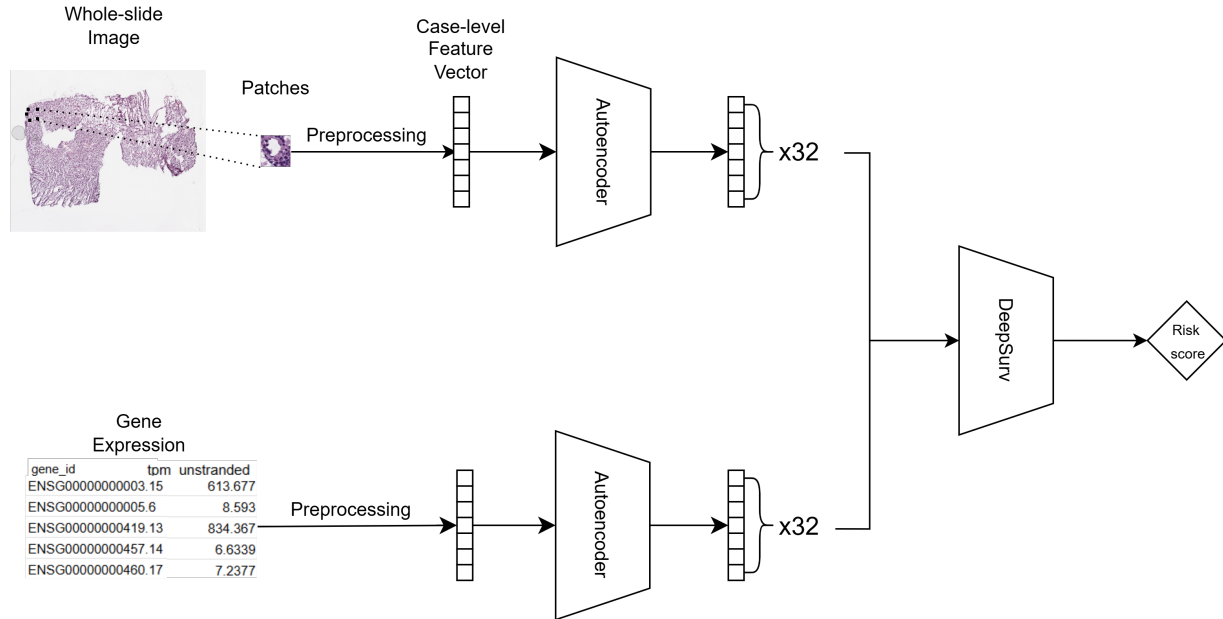 Whole-slide
Image
Patches
Case-level
Feature
Vector
Preprocessing
Autoencoder
x32
DeepSurv
Risk
score
Gene
Expression
gene_id tpm unstranded
ENSG00000000003.15 613.677
ENSG00000000005.6 8.593
ENSG00000000419.13 834.367
ENSG00000000457.14 6.6339
ENSG00000000460.17 7.2377
Preprocessing
Autoencoder
x32